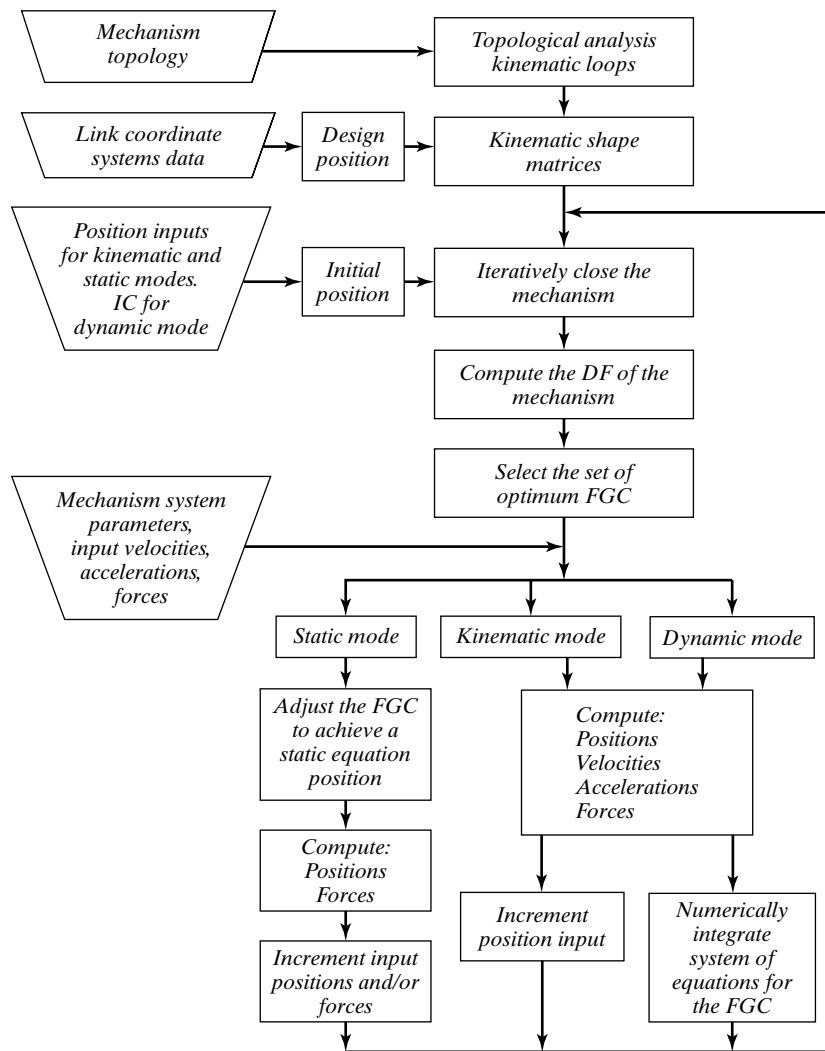 Mechanism
topology
Topological analysis
kinematic loops
Link coordinate
systems data
Design
position
Kinematic shape
matrices
Position inputs
for kinematic and
static modes.
IC for
dynamic mode
Initial
position
Iteratively close the
mechanism
Compute the DF of the
mechanism
Select the set of
optimum FGC
Mechanism system
parameters,
input velocities,
accelerations,
forces
Static mode
Kinematic mode
Dynamic mode
Adjust the FGC
to achieve a
static equation
position
Compute:
Positions
Velocities
Accelerations
Forces
Compute:
Positions
Forces
Increment
position input
Numerically
integrate
system of
equations for
the FGC
Increment input
positions and/or
forces